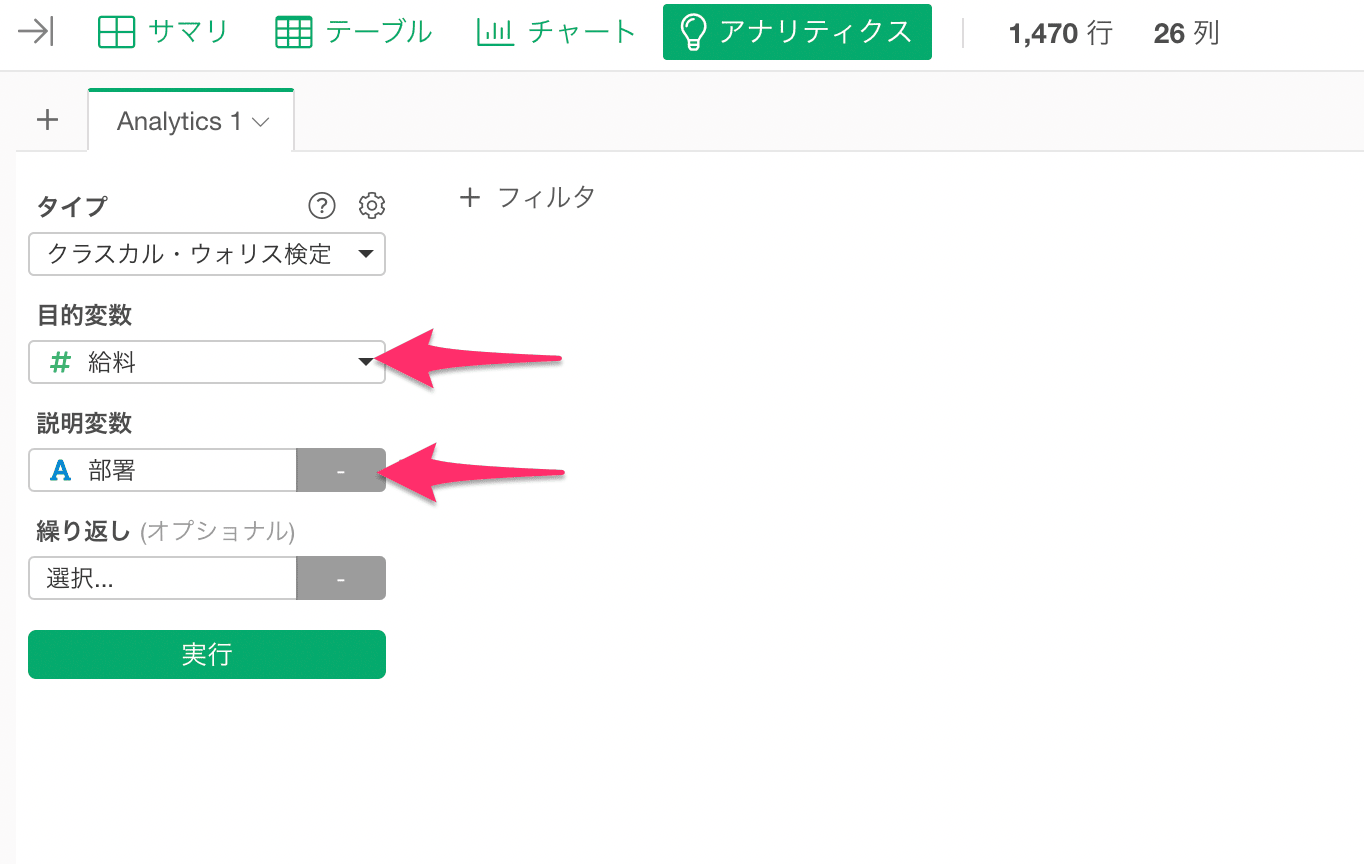 サマリ テーブル チャート アナリティクス 1,470 行 26 列
+ Analytics 1
タイプ ? + フィルタ
クラスカル・ウォリス検定
目的変数
# 給料
説明変数
A 部署 -
繰り返し (オプショナル)
選択... -
実行